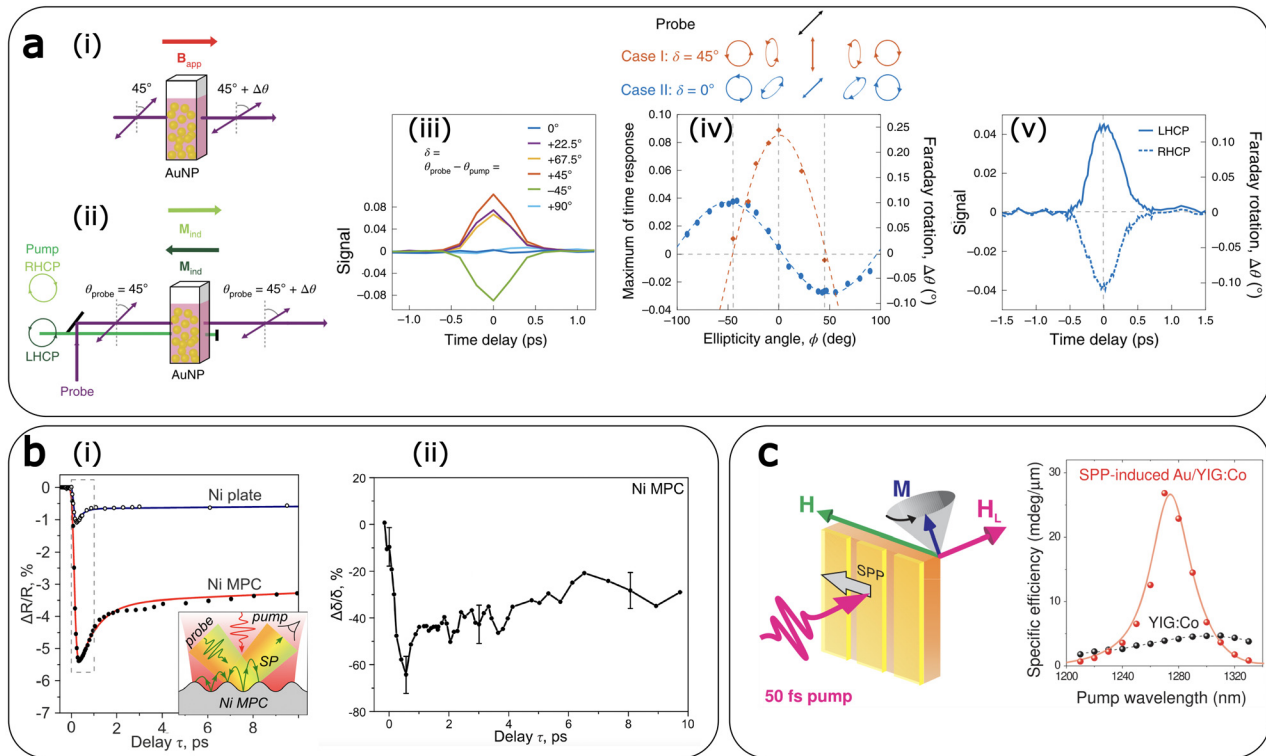 a
(i)
B_app
45°
45° + Δθ
AuNP
(ii)
M_ind
M_ind
Pump
RHCP
θ_probe = 45°
θ_probe = 45° + Δθ
LHCP
Probe
AuNP
(iii)
δ =
θ_probe − θ_pump =
0°
+22.5°
+67.5°
+45°
−45°
+90°
Signal
0.08
0.04
0
−0.04
−0.08
−1.0
−0.5
0
0.5
1.0
Time delay (ps)
Probe
Case I: δ = 45°
Case II: δ = 0°
(iv)
Maximum of time response
0.10
0.08
0.06
0.04
0.02
0
−0.02
−0.04
−100
−50
0
50
100
Ellipticity angle, ϕ (deg)
0.25
0.20
0.15
0.10
0.05
0
−0.05
−0.10
Faraday rotation, Δθ (°)
(v)
LHCP
RHCP
Signal
0.04
0.02
0
−0.02
−0.04
−1.5
−1.0
−0.5
0
0.5
1.0
1.5
Time delay (ps)
0.10
0.05
0
−0.05
−0.10
Faraday rotation, Δθ (°)
b
(i)
ΔR/R, %
0
-1
-2
-3
-4
-5
-6
-7
Ni plate
Ni MPC
probe
pump
SP
Ni MPC
0
2
4
6
8
Delay τ, ps
(ii)
Ni MPC
Δδ/δ, %
20
0
-20
-40
-60
-80
0
2
4
6
8
10
Delay τ, ps
c
H
M
H_L
SPP
50 fs pump
SPP-induced Au/YIG:Co
YIG:Co
Specific efficiency (mdeg/μm)
30
20
10
0
1200
1240
1280
1320
Pump wavelength (nm)